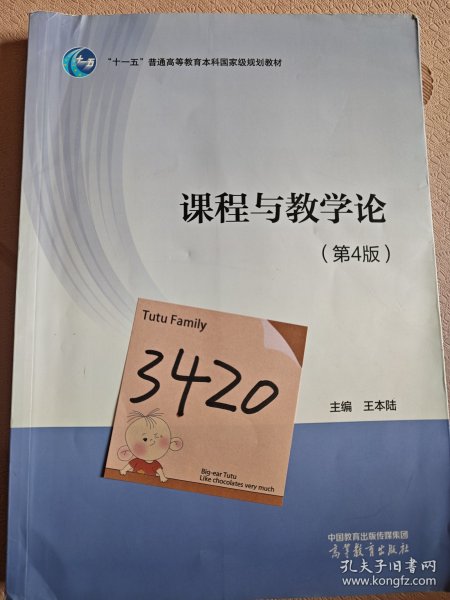 十一五
“十一五”普通高等教育本科国家级规划教材
课程与教学论
（第4版）
Tutu Family
3420
Big-ear Tutu
Like chocolates very much
主编 王本陆
中国教育出版传媒集团
高等教育出版社
孔夫子旧书网
www.kongfz.com